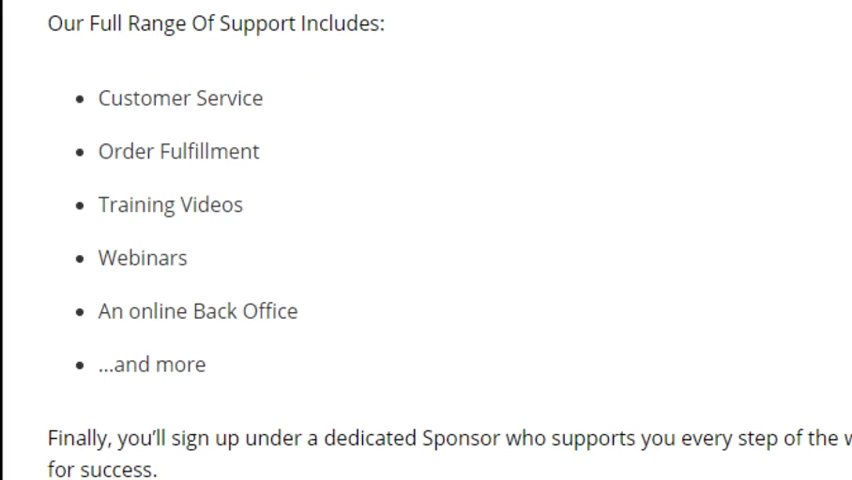 Our Full Range Of Support Includes:
• Customer Service
• Order Fulfillment
• Training Videos
• Webinars
• An online Back Office
• ...and more
Finally, you'll sign up under a dedicated Sponsor who supports you every step of the
for success.